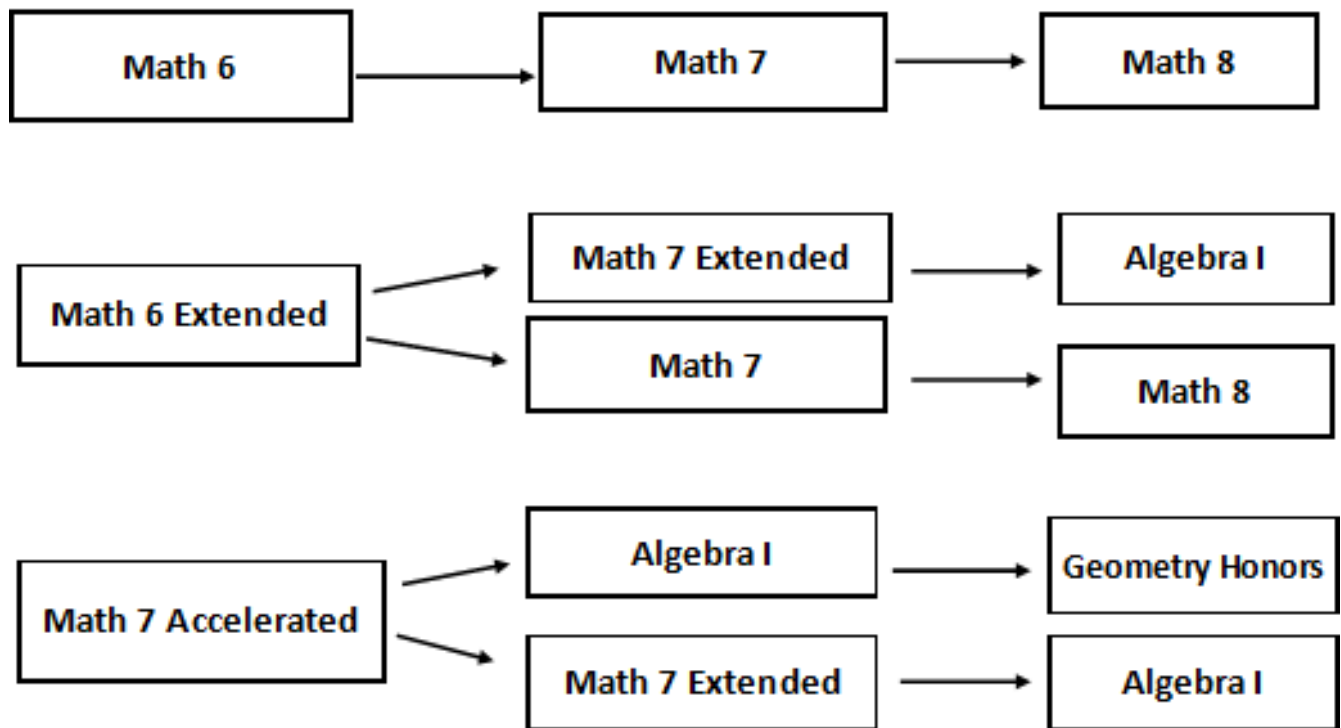 Math 6
Math 7
Math 8
Math 6 Extended
Math 7 Extended
Algebra I
Math 7
Math 8
Math 7 Accelerated
Algebra I
Geometry Honors
Math 7 Extended
Algebra I